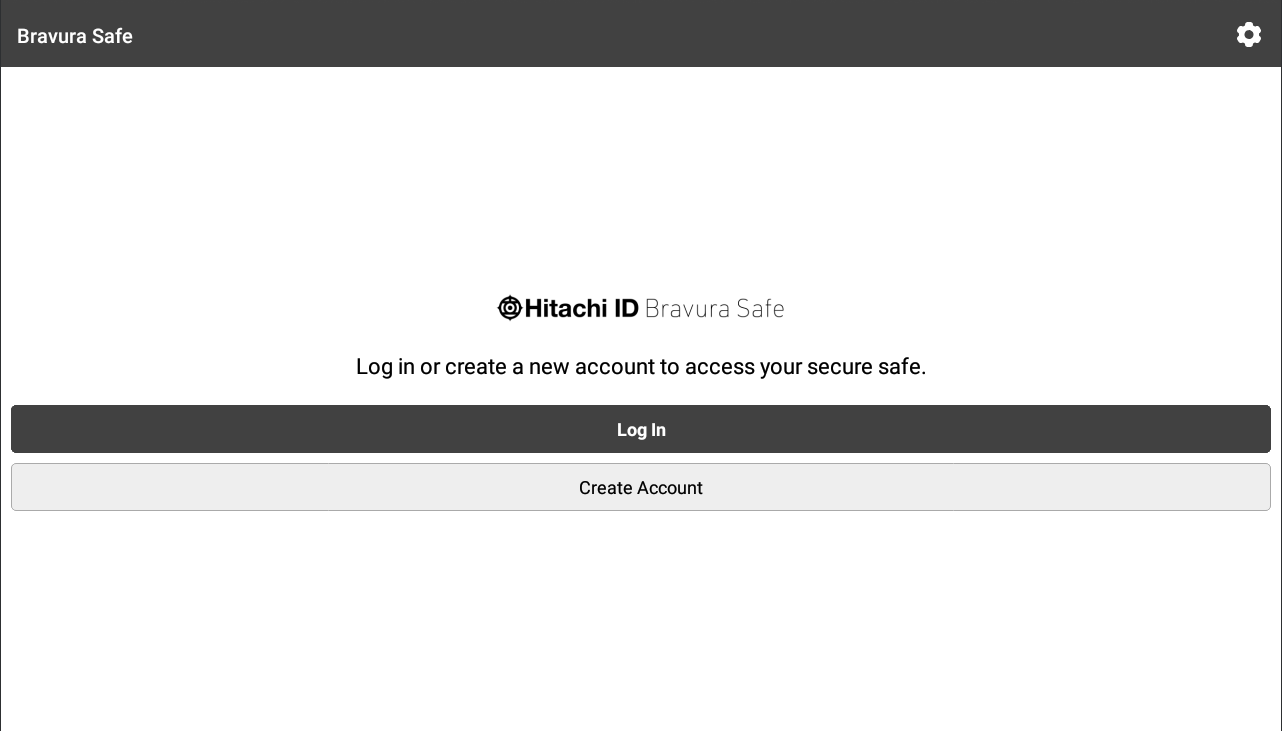 Bravura Safe
Hitachi ID Bravura Safe
Log in or create a new account to access your secure safe.
Log In
Create Account